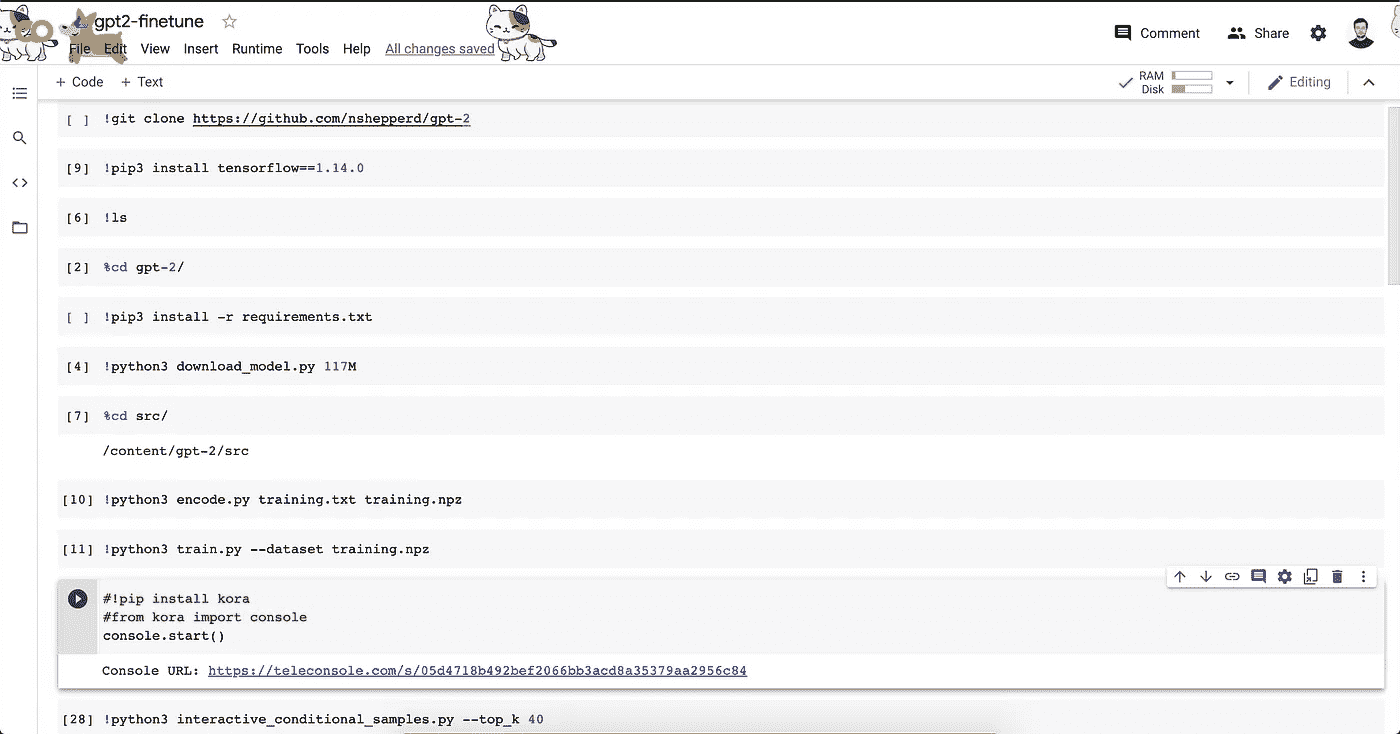 gpt2-finetune
File Edit View Insert Runtime Tools Help All changes saved
Comment Share
+ Code + Text
RAM
Disk
Editing
[ ] !git clone https://github.com/nshepperd/gpt-2
[9] !pip3 install tensorflow==1.14.0
[6] !ls
[2] %cd gpt-2/
[ ] !pip3 install -r requirements.txt
[4] !python3 download_model.py 117M
[7] %cd src/
/content/gpt-2/src
[10] !python3 encode.py training.txt training.npz
[11] !python3 train.py --dataset training.npz
#!pip install kora
#from kora import console
console.start()
Console URL: https://teleconsole.com/s/05d4718b492bef2066bb3acd8a35379aa2956c84
[28] !python3 interactive_conditional_samples.py --top_k 40